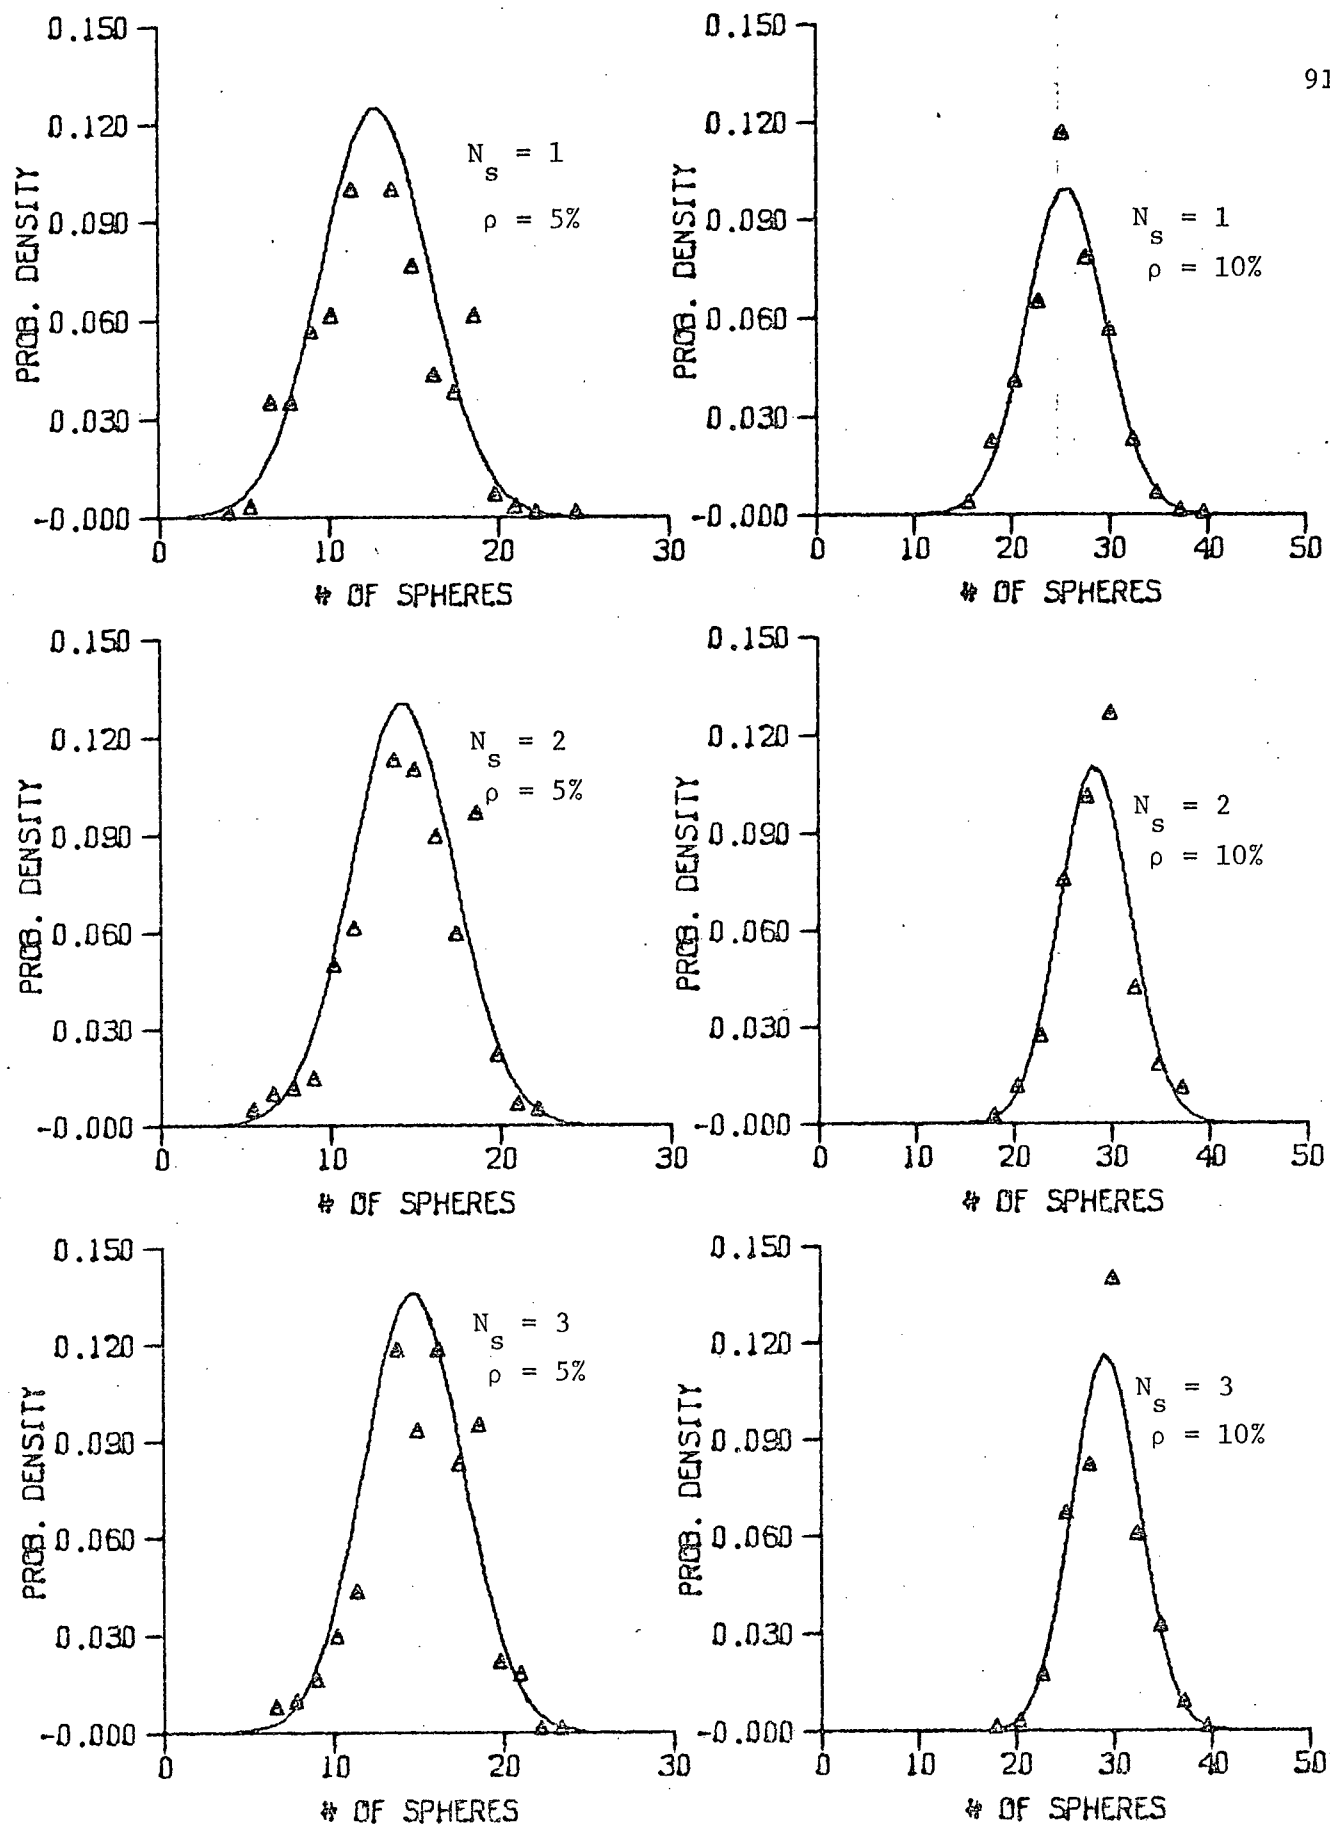 91
0.150
0.120
0.090
0.060
0.030
-0.000
PROB. DENSITY
N_s = 1
ρ = 5%
0 10 20 30
# OF SPHERES
0.150
0.120
0.090
0.060
0.030
-0.000
PROB. DENSITY
N_s = 1
ρ = 10%
0 10 20 30 40 50
# OF SPHERES
0.150
0.120
0.090
0.060
0.030
-0.000
PROB. DENSITY
N_s = 2
ρ = 5%
0 10 20 30
# OF SPHERES
0.150
0.120
0.090
0.060
0.030
-0.000
PROB. DENSITY
N_s = 2
ρ = 10%
0 10 20 30 40 50
# OF SPHERES
0.150
0.120
0.090
0.060
0.030
-0.000
PROB. DENSITY
N_s = 3
ρ = 5%
0 10 20 30
# OF SPHERES
0.150
0.120
0.090
0.060
0.030
-0.000
PROB. DENSITY
N_s = 3
ρ = 10%
0 10 20 30 40 50
# OF SPHERES